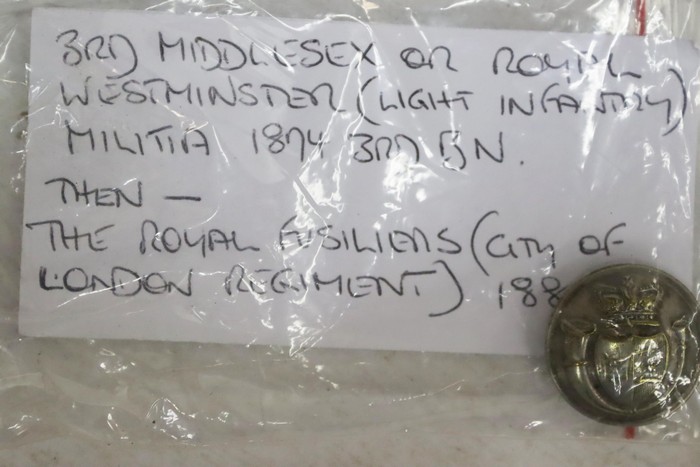 3RD MIDDLESEX OR ROYAL
WESTMINSTER (LIGHT INFANTRY)
MILITIA 1874 3RD BN.
THEN —
THE ROYAL FUSILIERS (CITY OF
LONDON REGIMENT) 188